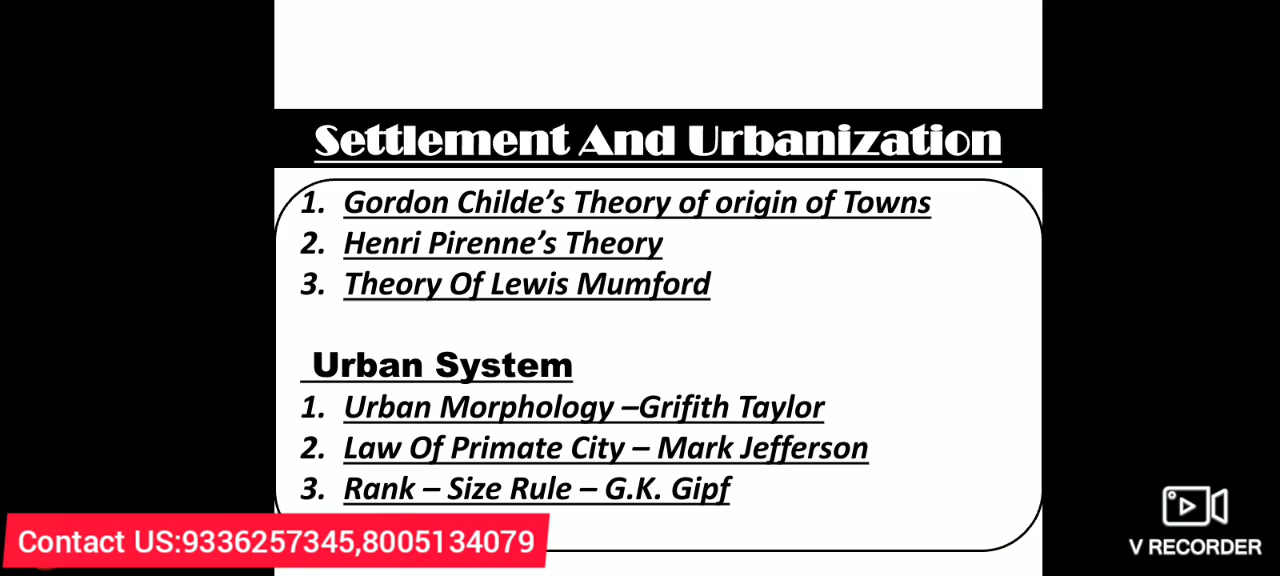 Settlement And Urbanization
1. Gordon Childe's Theory of origin of Towns
2. Henri Pirenne's Theory
3. Theory Of Lewis Mumford
Urban System
1. Urban Morphology –Grifith Taylor
2. Law Of Primate City – Mark Jefferson
3. Rank – Size Rule – G.K. Gipf
Contact US:9336257345,8005134079
V RECORDER